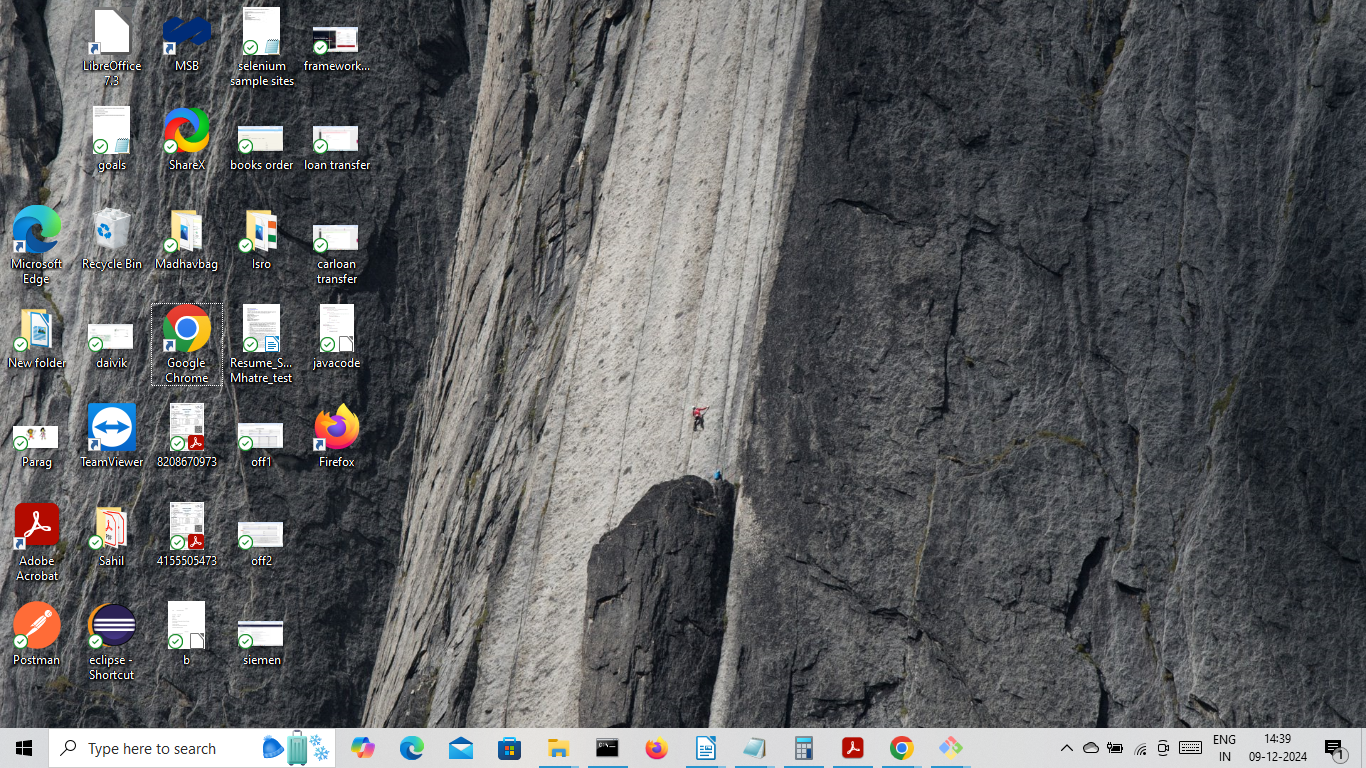 LibreOffice
7.3
MSB
selenium
sample sites
framework...
goals
ShareX
books order
loan transfer
Microsoft
Edge
Recycle Bin
Madhavbag
Isro
carloan
transfer
New folder
daivik
Google
Chrome
Resume_S...
Mhatre_test
javacode
Parag
TeamViewer
8208670973
off1
Firefox
Adobe
Acrobat
Sahil
4155505473
off2
Postman
eclipse -
Shortcut
b
siemen
Type here to search
ENG
IN
14:39
09-12-2024
1